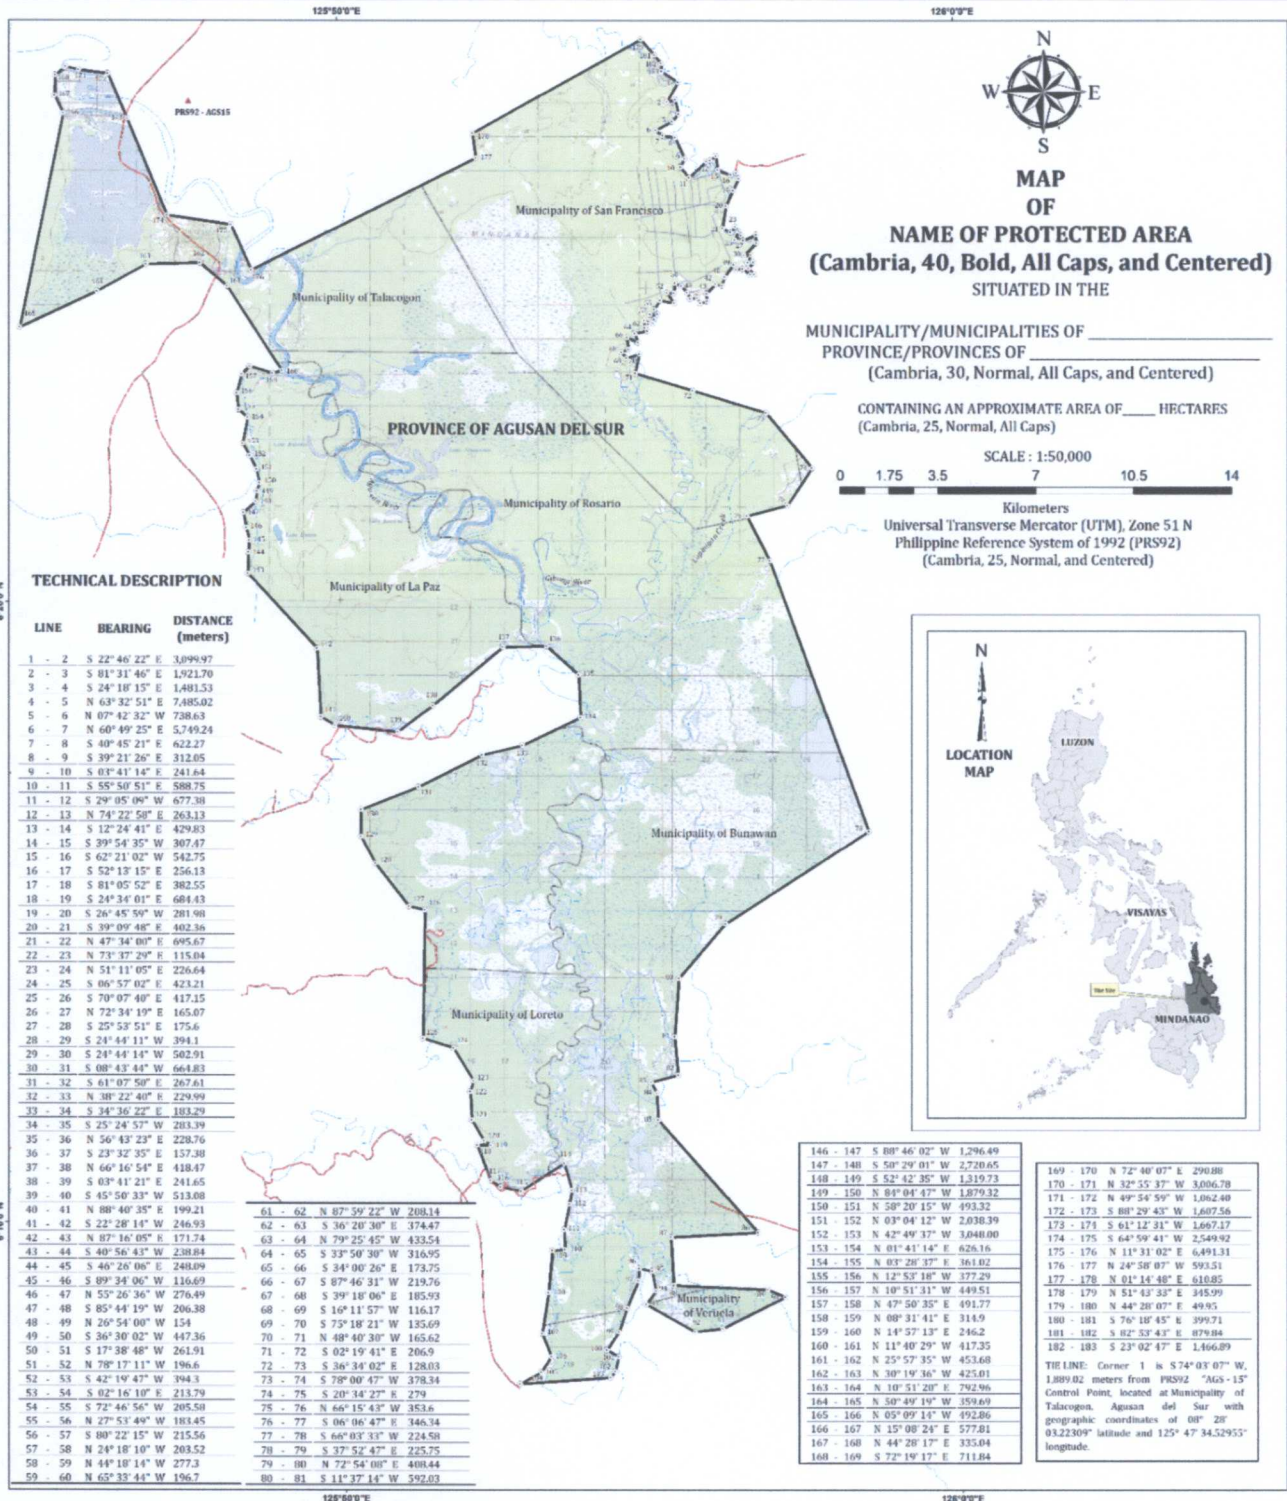 125°50'0"E
126°0'0"E
N
W
E
S
PRS92 - AGS15
MAP
OF
NAME OF PROTECTED AREA
(Cambria, 40, Bold, All Caps, and Centered)
SITUATED IN THE
MUNICIPALITY/MUNICIPALITIES OF
PROVINCE/PROVINCES OF
(Cambria, 30, Normal, All Caps, and Centered)
CONTAINING AN APPROXIMATE AREA OF____ HECTARES
(Cambria, 25, Normal, All Caps)
SCALE : 1:50,000
0 1.75 3.5 7 10.5 14
Kilometers
Universal Transverse Mercator (UTM), Zone 51 N
Philippine Reference System of 1992 (PRS92)
(Cambria, 25, Normal, and Centered)
Municipality of San Francisco
Municipality of Talacogon
PROVINCE OF AGUSAN DEL SUR
Municipality of Rosario
Municipality of La Paz
Municipality of Bunawan
Municipality of Loreto
Municipality
of Veruela
N
LOCATION
MAP
LUZON
VISAYAS
MINDANAO
TECHNICAL DESCRIPTION
LINE BEARING DISTANCE
(meters)
1 - 2 S 22° 46' 22" E 3,099.97
2 - 3 S 81° 31' 46" E 1,921.70
3 - 4 S 24° 18' 15" E 1,481.53
4 - 5 N 63° 32' 51" E 7,485.02
5 - 6 N 07° 42' 32" W 738.63
6 - 7 N 60° 49' 25" E 5,749.24
7 - 8 S 40° 45' 21" E 622.27
8 - 9 S 39° 21' 26" E 312.05
9 - 10 S 03° 41' 14" E 241.64
10 - 11 S 55° 50' 51" E 588.75
11 - 12 S 29° 05' 09" W 677.38
12 - 13 N 74° 22' 58" E 263.13
13 - 14 S 12° 24' 41" E 429.83
14 - 15 S 39° 54' 35" W 307.47
15 - 16 S 62° 21' 02" W 542.75
16 - 17 S 52° 13' 15" E 256.13
17 - 18 S 81° 05' 52" E 382.55
18 - 19 S 24° 34' 01" E 684.43
19 - 20 S 26° 45' 59" W 281.98
20 - 21 S 39° 09' 48" E 402.36
21 - 22 N 47° 34' 00" E 695.67
22 - 23 N 73° 37' 29" E 115.04
23 - 24 N 51° 11' 05" E 226.64
24 - 25 S 06° 57' 02" E 423.21
25 - 26 S 70° 07' 40" E 417.15
26 - 27 N 72° 34' 19" E 165.07
27 - 28 S 25° 53' 51" E 175.6
28 - 29 S 24° 44' 11" W 394.1
29 - 30 S 24° 44' 14" W 502.91
30 - 31 S 08° 43' 44" W 664.83
31 - 32 S 61° 07' 50" E 267.61
32 - 33 N 38° 22' 40" E 229.99
33 - 34 S 34° 36' 22" E 183.29
34 - 35 S 25° 24' 57" W 283.39
35 - 36 N 56° 43' 23" E 228.76
36 - 37 S 23° 32' 35" E 157.38
37 - 38 N 66° 16' 54" E 418.47
38 - 39 S 03° 41' 21" E 241.65
39 - 40 S 45° 50' 33" W 513.08
40 - 41 N 88° 40' 35" E 199.21
41 - 42 S 22° 28' 14" W 246.93
42 - 43 N 87° 16' 05" E 171.74
43 - 44 S 40° 56' 43" W 238.84
44 - 45 S 46° 26' 06" E 248.09
45 - 46 S 89° 34' 06" W 116.69
46 - 47 N 55° 26' 36" W 276.49
47 - 48 S 85° 44' 19" W 206.38
48 - 49 N 26° 54' 00" W 154
49 - 50 S 36° 30' 02" W 447.36
50 - 51 S 17° 38' 48" W 261.91
51 - 52 N 78° 17' 11" W 196.6
52 - 53 S 42° 19' 47" W 394.3
53 - 54 S 02° 16' 10" E 213.79
54 - 55 S 72° 46' 56" W 205.58
55 - 56 N 27° 53' 49" W 183.45
56 - 57 S 80° 22' 15" W 215.56
57 - 58 N 24° 18' 10" W 203.52
58 - 59 N 44° 18' 14" W 277.3
59 - 60 N 65° 33' 44" W 196.7
61 - 62 N 87° 59' 22" W 208.14
62 - 63 S 36° 20' 30" E 374.47
63 - 64 N 79° 25' 45" W 433.54
64 - 65 S 33° 50' 30" W 316.95
65 - 66 S 34° 00' 26" E 173.75
66 - 67 S 87° 46' 31" W 219.76
67 - 68 S 39° 18' 06" E 185.93
68 - 69 S 16° 11' 57" W 116.17
69 - 70 S 75° 18' 21" W 135.69
70 - 71 N 48° 40' 30" W 165.62
71 - 72 S 02° 19' 41" E 206.9
72 - 73 S 36° 34' 02" E 128.03
73 - 74 S 78° 00' 47" W 378.34
74 - 75 S 20° 34' 27" E 279
75 - 76 N 66° 15' 43" W 353.6
76 - 77 S 06° 06' 47" E 346.34
77 - 78 S 66° 03' 33" W 224.58
78 - 79 S 37° 52' 47" E 225.75
79 - 80 N 72° 54' 08" E 408.44
80 - 81 S 11° 37' 14" W 592.03
146 - 147 S 88° 46' 02" W 1,296.49
147 - 148 S 50° 29' 01" W 2,720.65
148 - 149 S 52° 42' 35" W 1,319.73
149 - 150 N 84° 04' 47" W 1,879.32
150 - 151 N 58° 20' 15" W 493.32
151 - 152 N 03° 04' 12" W 2,038.39
152 - 153 N 42° 49' 37" W 3,048.00
153 - 154 N 01° 41' 14" E 626.16
154 - 155 N 03° 28' 37" E 361.02
155 - 156 N 12° 53' 18" W 377.29
156 - 157 N 10° 51' 31" W 449.51
157 - 158 N 47° 50' 35" E 491.77
158 - 159 N 08° 31' 41" E 314.9
159 - 160 N 14° 57' 13" E 246.2
160 - 161 N 11° 40' 29" W 417.35
161 - 162 N 25° 57' 35" W 453.68
162 - 163 N 30° 19' 36" W 425.01
163 - 164 N 10° 51' 20" E 792.96
164 - 165 N 50° 49' 19" W 359.69
165 - 166 N 05° 09' 14" W 492.86
166 - 167 N 15° 08' 24" E 577.81
167 - 168 N 44° 28' 17" E 335.04
168 - 169 S 72° 19' 17" E 711.84
169 - 170 N 72° 40' 07" E 290.88
170 - 171 N 32° 55' 37" W 3,006.78
171 - 172 N 49° 54' 59" W 1,062.40
172 - 173 S 88° 29' 43" W 1,607.56
173 - 174 S 61° 12' 31" W 1,667.17
174 - 175 S 64° 59' 41" W 2,549.92
175 - 176 N 11° 31' 02" E 6,491.31
176 - 177 N 24° 58' 07" W 593.51
177 - 178 N 01° 14' 48" E 610.85
178 - 179 N 51° 43' 33" E 345.99
179 - 180 N 44° 28' 07" E 49.95
180 - 181 S 76° 18' 45" E 399.71
181 - 182 S 82° 53' 43" E 879.84
182 - 183 S 23° 02' 47" E 1,466.89
TIE LINE: Corner 1 is S 74° 03' 07" W,
1,889.02 meters from PRS92 "AGS - 15"
Control Point, located at Municipality of
Talacogon, Agusan del Sur with
geographic coordinates of 08° 28'
03.22309" latitude and 125° 47' 34.52955"
longitude.
125°50'0"E
126°0'0"E